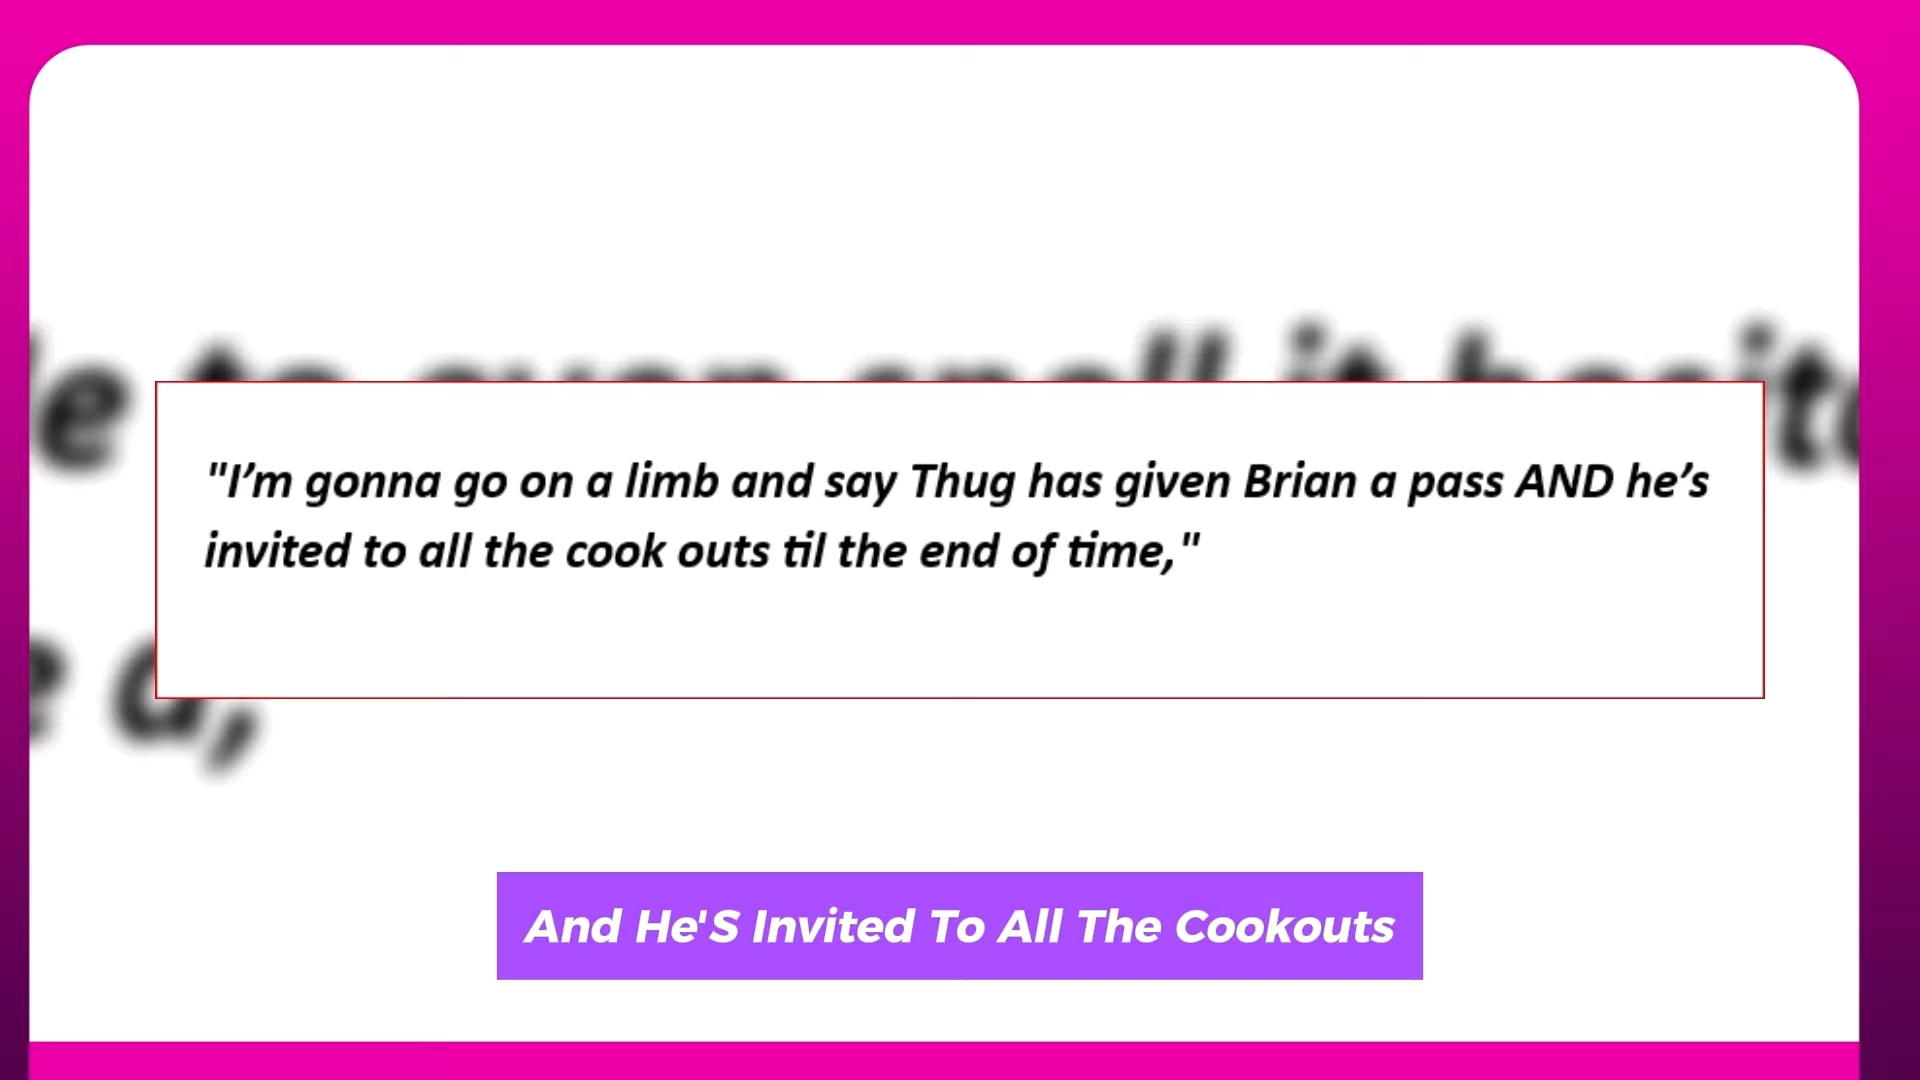 "I’m gonna go on a limb and say Thug has given Brian a pass AND he’s
invited to all the cook outs til the end of time,"
And He'S Invited To All The Cookouts